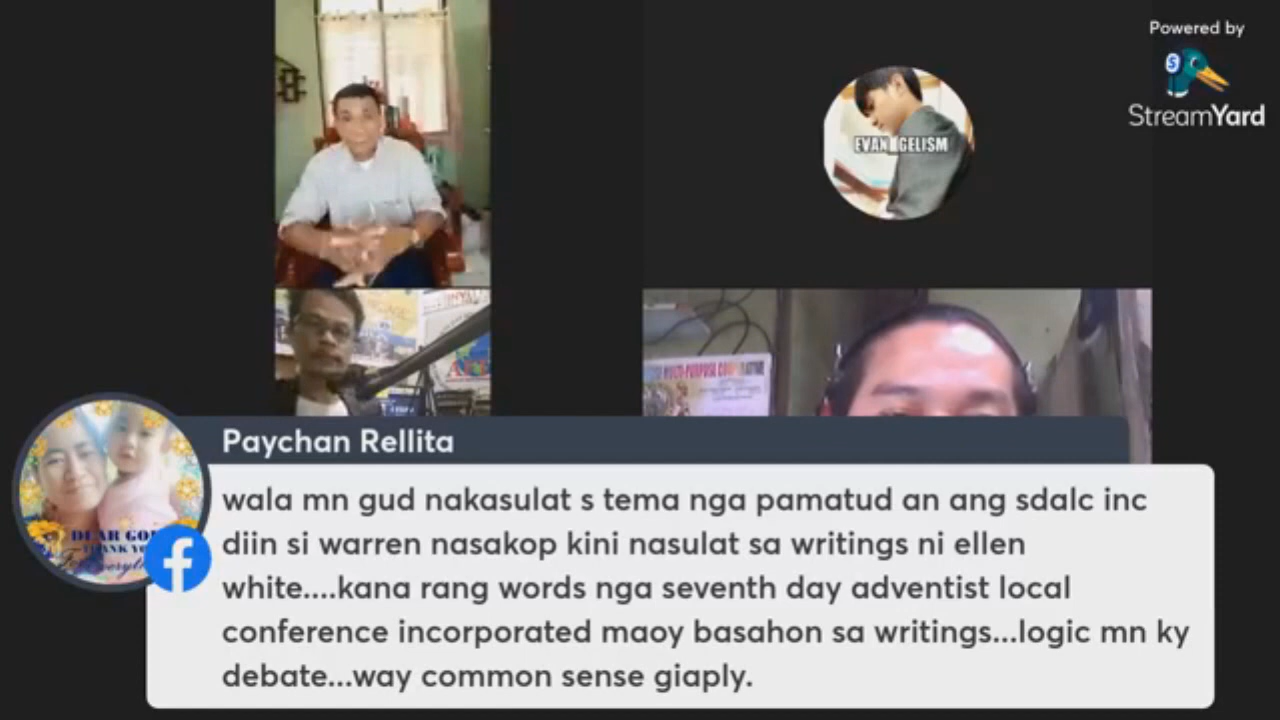 Powered by
StreamYard
EVAN GELISM
MULTI-PURPOSE
Paychan Rellita
wala mn gud nakasulat s tema nga pamatud an ang sdalc inc
diin si warren nasakop kini nasulat sa writings ni ellen
white....kana rang words nga seventh day adventist local
conference incorporated maoy basahon sa writings...logic mn ky
debate...way common sense giaply.